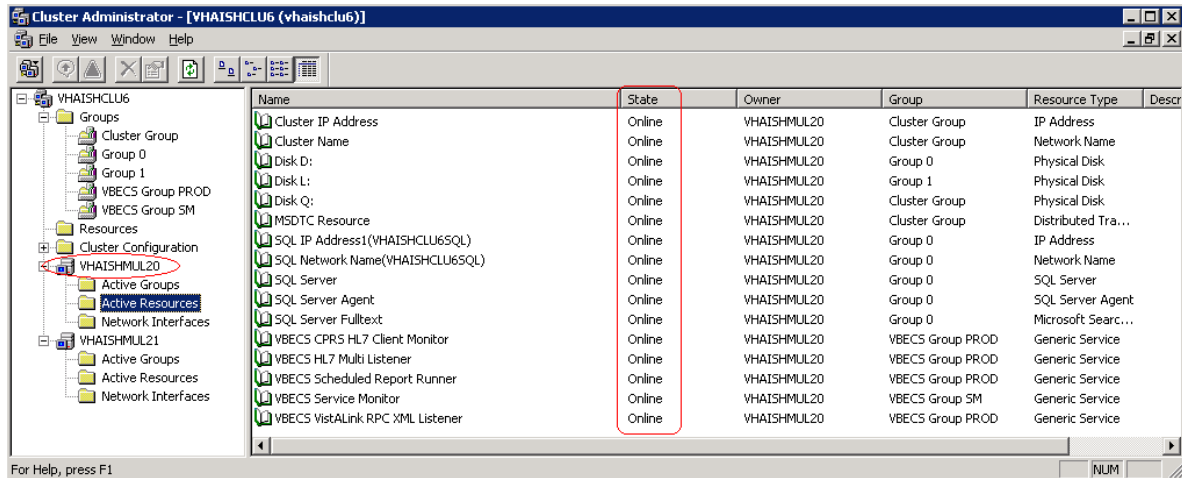 Cluster Administrator - [VHAISHCLU6 (vhaishclu6)]
File View Window Help
VHAISHCLU6
Groups
Cluster Group
Group 0
Group 1
VBECS Group PROD
VBECS Group SM
Resources
Cluster Configuration
VHAISHMUL20
Active Groups
Active Resources
Network Interfaces
VHAISHMUL21
Active Groups
Active Resources
Network Interfaces
Name State Owner Group Resource Type Descr
Cluster IP Address Online VHAISHMUL20 Cluster Group IP Address
Cluster Name Online VHAISHMUL20 Cluster Group Network Name
Disk D: Online VHAISHMUL20 Group 0 Physical Disk
Disk L: Online VHAISHMUL20 Group 1 Physical Disk
Disk Q: Online VHAISHMUL20 Cluster Group Physical Disk
MSDTC Resource Online VHAISHMUL20 Cluster Group Distributed Tra...
SQL IP Address1(VHAISHCLU6SQL) Online VHAISHMUL20 Group 0 IP Address
SQL Network Name(VHAISHCLU6SQL) Online VHAISHMUL20 Group 0 Network Name
SQL Server Online VHAISHMUL20 Group 0 SQL Server
SQL Server Agent Online VHAISHMUL20 Group 0 SQL Server Agent
SQL Server Fulltext Online VHAISHMUL20 Group 0 Microsoft Searc...
VBECS CPRS HL7 Client Monitor Online VHAISHMUL20 VBECS Group PROD Generic Service
VBECS HL7 Multi Listener Online VHAISHMUL20 VBECS Group PROD Generic Service
VBECS Scheduled Report Runner Online VHAISHMUL20 VBECS Group PROD Generic Service
VBECS Service Monitor Online VHAISHMUL20 VBECS Group SM Generic Service
VBECS VistALink RPC XML Listener Online VHAISHMUL20 VBECS Group PROD Generic Service
For Help, press F1 NUM